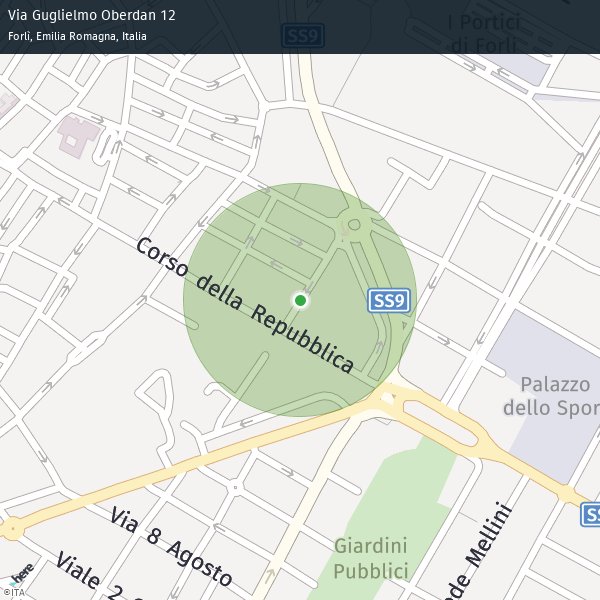 Via Guglielmo Oberdan 12
Forlì, Emilia Romagna, Italia
SS9
I Portici
di Forlì
Corso della Repubblica
SS9
Palazzo
dello Spor
SS
Via 8 Agosto
Giardini
Pubblici
de Mellini
Viale 2
here
©ITA